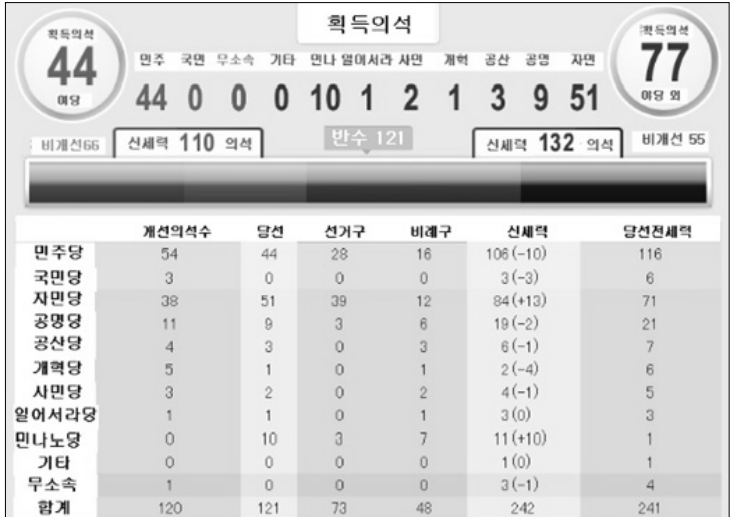 획득의석
획득의석
44
여당
민주 국민 무소속 기타 민나 일어서라 사민 개혁 공산 공명 자민
44 0 0 0 10 1 2 1 3 9 51
획득의석
77
여당 외
비개선66
신세력 110 의석
반수 121
신세력 132 의석
비개선 55
개선의석수 당선 선거구 비례구 신세력 당선전세력
민주당 54 44 28 16 106(-10) 116
국민당 3 0 0 0 3(-3) 6
자민당 38 51 39 12 84(+13) 71
공명당 11 9 3 6 19(-2) 21
공산당 4 3 0 3 6(-1) 7
개혁당 5 1 0 1 2(-4) 6
사민당 3 2 0 2 4(-1) 5
일어서라당 1 1 0 1 3(0) 3
민나노당 0 10 3 7 11(+10) 1
기타 0 0 0 0 1(0) 1
무소속 1 0 0 0 3(-1) 4
합계 120 121 73 48 242 241